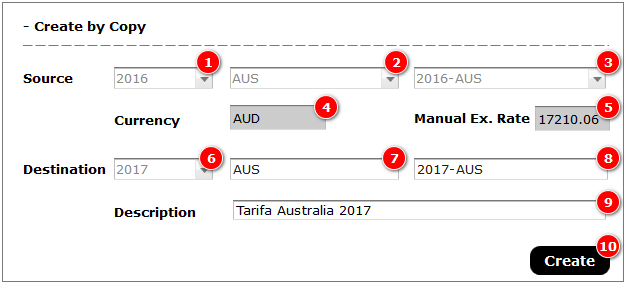 - Create by Copy
Source 2016 1 AUS 2 2016-AUS 3
Currency AUD 4 Manual Ex. Rate 17210.06 5
Destination 2017 6 AUS 7 2017-AUS 8
Description Tarifa Australia 2017 9
Create 10